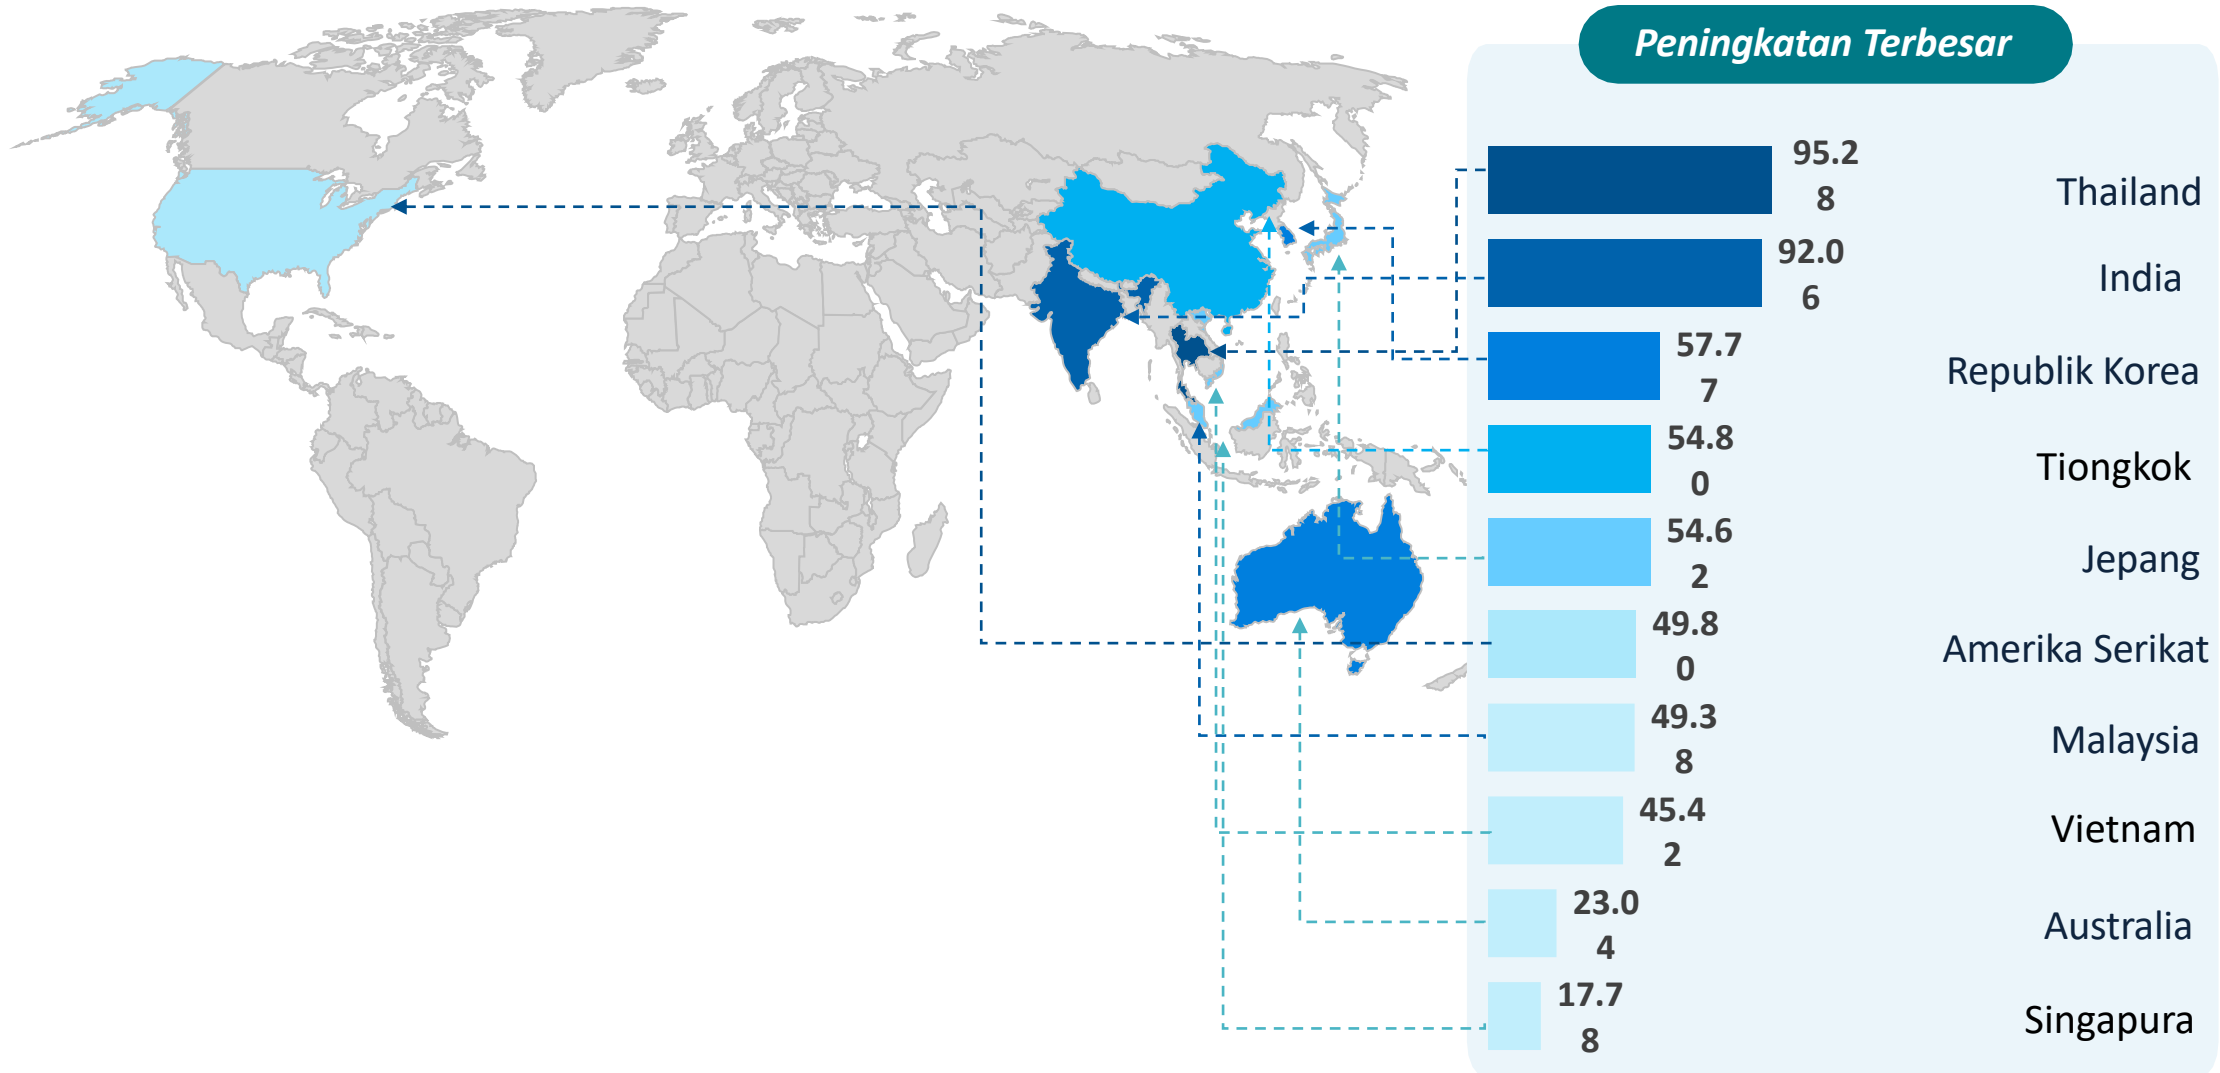 Peningkatan Terbesar
95.2
8
Thailand
92.0
6
India
57.7
7
Republik Korea
54.8
0
Tiongkok
54.6
2
Jepang
49.8
0
Amerika Serikat
49.3
8
Malaysia
45.4
2
Vietnam
23.0
4
Australia
17.7
8
Singapura